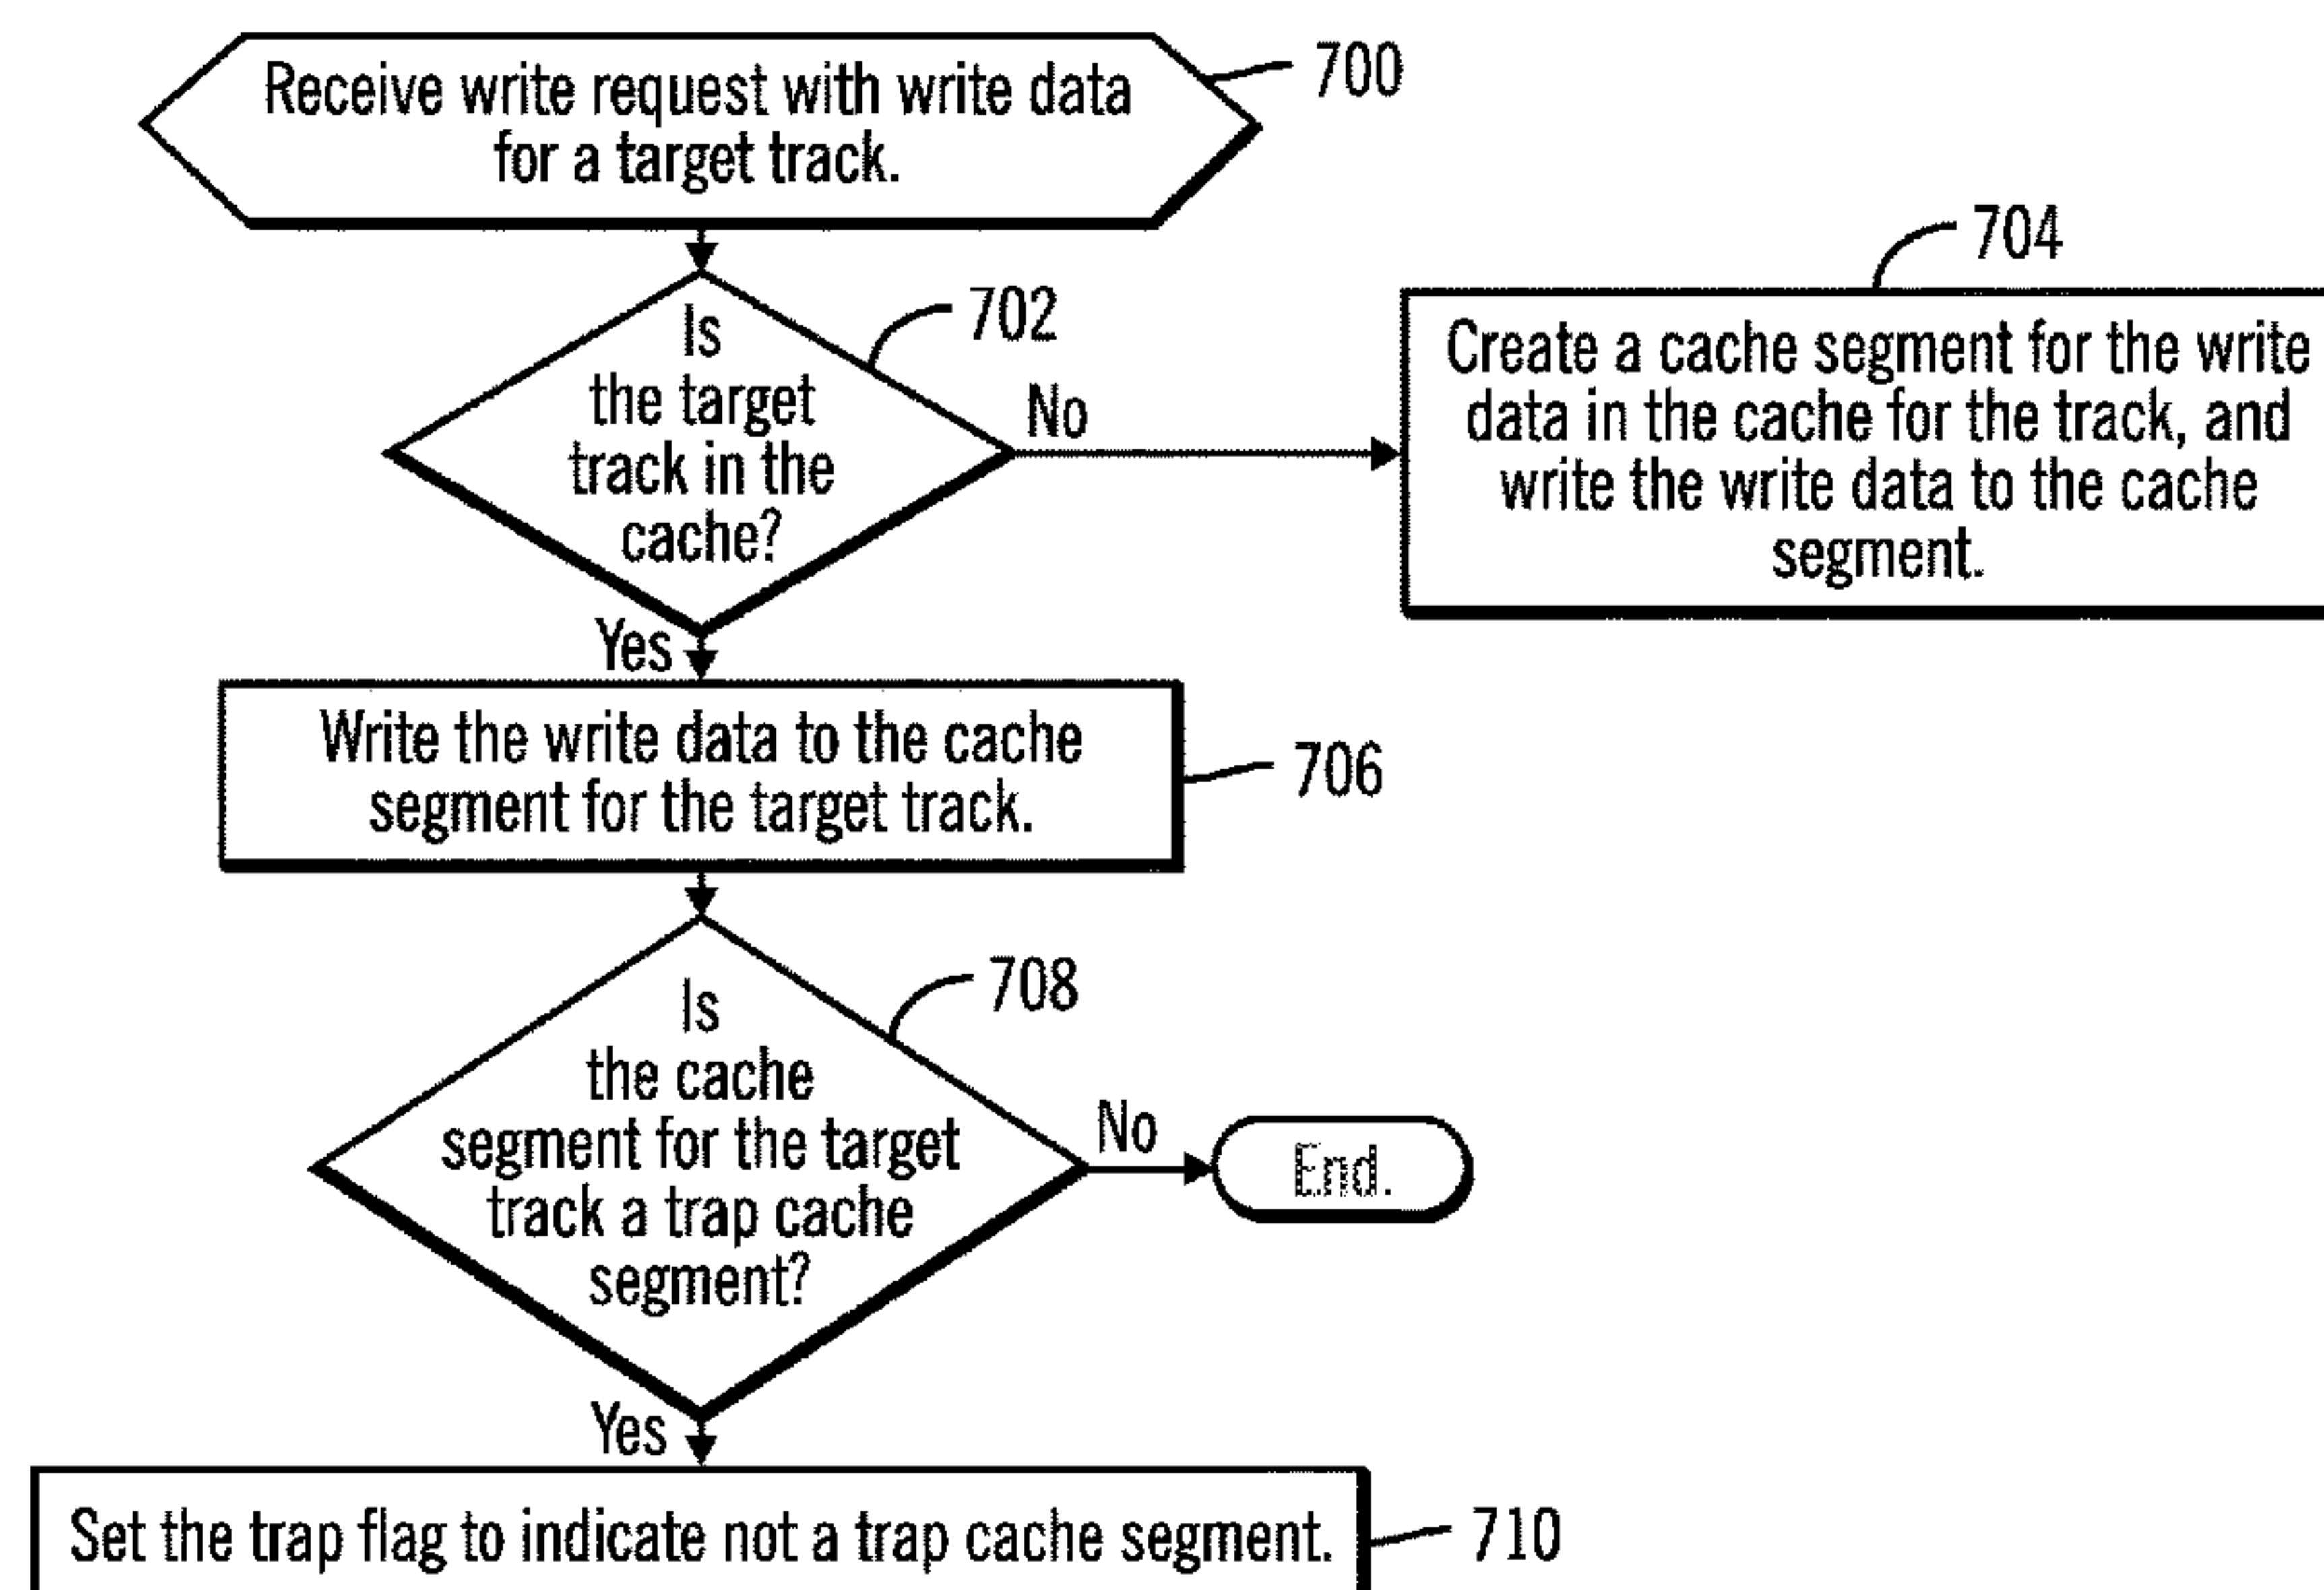 Receive write request with write data
for a target track.
700
Is
the target
track in the
cache?
702
No
704
Create a cache segment for the write
data in the cache for the track, and
write the write data to the cache
segment.
Yes
Write the write data to the cache
segment for the target track.
706
Is
the cache
segment for the target
track a trap cache
segment?
708
No
End.
Yes
Set the trap flag to indicate not a trap cache segment.
710